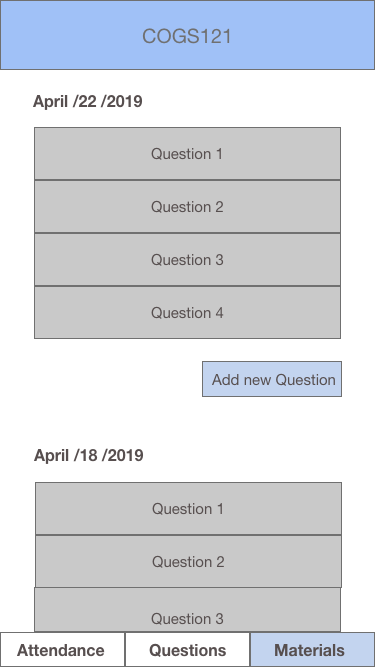 COGS121
April /22 /2019
Question 1
Question 2
Question 3
Question 4
Add new Question
April /18 /2019
Question 1
Question 2
Question 3
Attendance Questions Materials